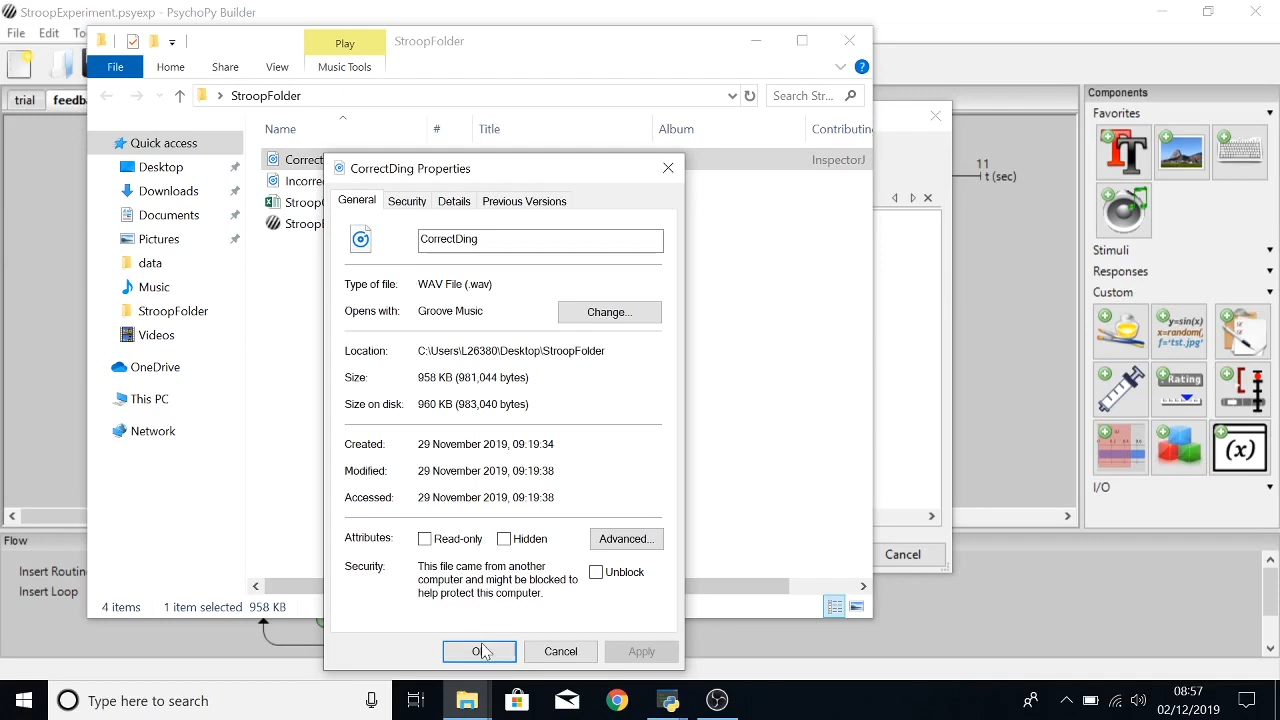 StroopExperiment.psyexp - PsychoPy Builder
File Edit
StroopFolder
Play
File Home Share View Music Tools
StroopFolder
Search Str...
trial
Name # Title Album
Quick access
Desktop
Downloads
Documents
Pictures
data
Music
StroopFolder
Videos
OneDrive
This PC
Network
InspectorJ
CorrectDing Properties
General Security Details Previous Versions
CorrectDing
Type of file: WAV File (.wav)
Opens with: Groove Music Change...
Location: C:\Users\L26380\Desktop\StroopFolder
Size: 958 KB (981,044 bytes)
Size on disk: 960 KB (983,040 bytes)
Created: 29 November 2019, 09:19:34
Modified: 29 November 2019, 09:19:38
Accessed: 29 November 2019, 09:19:38
Attributes: Read-only Hidden Advanced...
Security: This file came from another
computer and might be blocked to
help protect this computer.
Unblock
Cancel Apply
4 items 1 item selected 958 KB
Cancel
11
t (sec)
Components
Favorites
Stimuli
Responses
Custom
y=sin(x)
x=random(,
f='tst.jpg'
Rating
(x)
I/O
Flow
Insert Loop
Type here to search
08:57
02/12/2019